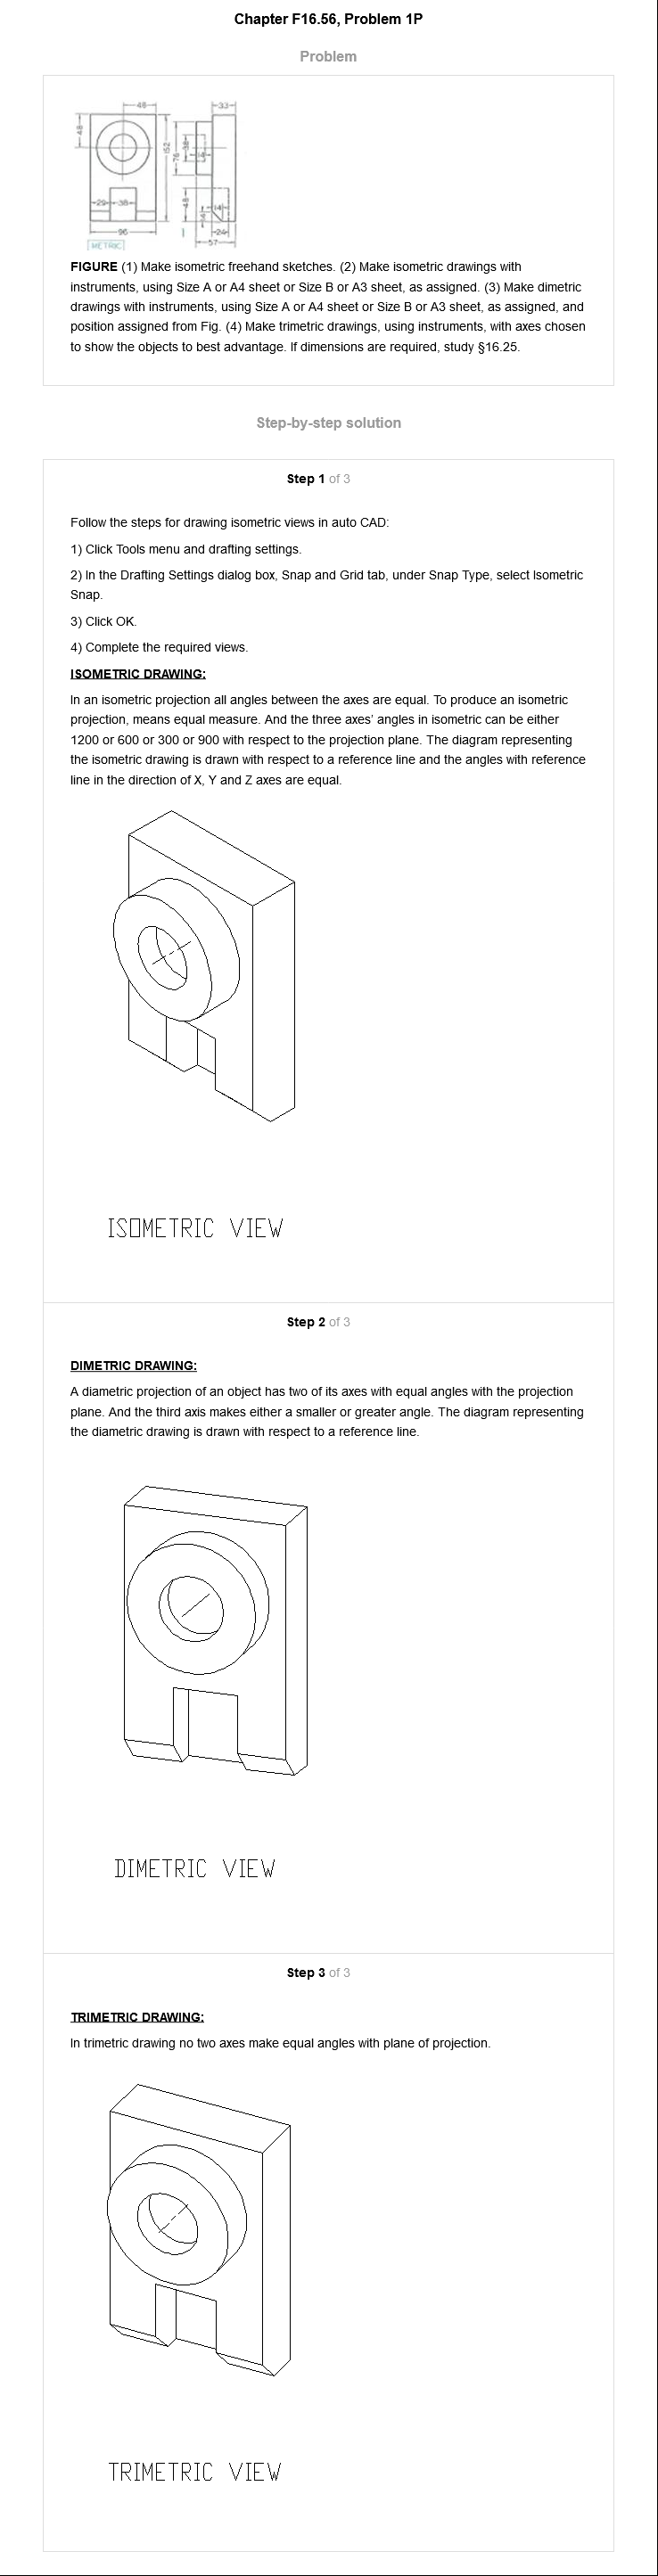 Chapter F16.56, Problem 1P
Problem
48
33
48
152
76
38
29
38
48
14
24
96
57
METRIC
FIGURE (1) Make isometric freehand sketches. (2) Make isometric drawings with
instruments, using Size A or A4 sheet or Size B or A3 sheet, as assigned. (3) Make dimetric
drawings with instruments, using Size A or A4 sheet or Size B or A3 sheet, as assigned, and
position assigned from Fig. (4) Make trimetric drawings, using instruments, with axes chosen
to show the objects to best advantage. If dimensions are required, study §16.25.
Step-by-step solution
Step 1 of 3
Follow the steps for drawing isometric views in auto CAD:
1) Click Tools menu and drafting settings.
2) In the Drafting Settings dialog box, Snap and Grid tab, under Snap Type, select Isometric
Snap.
3) Click OK.
4) Complete the required views.
ISOMETRIC DRAWING:
In an isometric projection all angles between the axes are equal. To produce an isometric
projection, means equal measure. And the three axes’ angles in isometric can be either
1200 or 600 or 300 or 900 with respect to the projection plane. The diagram representing
the isometric drawing is drawn with respect to a reference line and the angles with reference
line in the direction of X, Y and Z axes are equal.
ISOMETRIC VIEW
Step 2 of 3
DIMETRIC DRAWING:
A diametric projection of an object has two of its axes with equal angles with the projection
plane. And the third axis makes either a smaller or greater angle. The diagram representing
the diametric drawing is drawn with respect to a reference line.
DIMETRIC VIEW
Step 3 of 3
TRIMETRIC DRAWING:
In trimetric drawing no two axes make equal angles with plane of projection.
TRIMETRIC VIEW